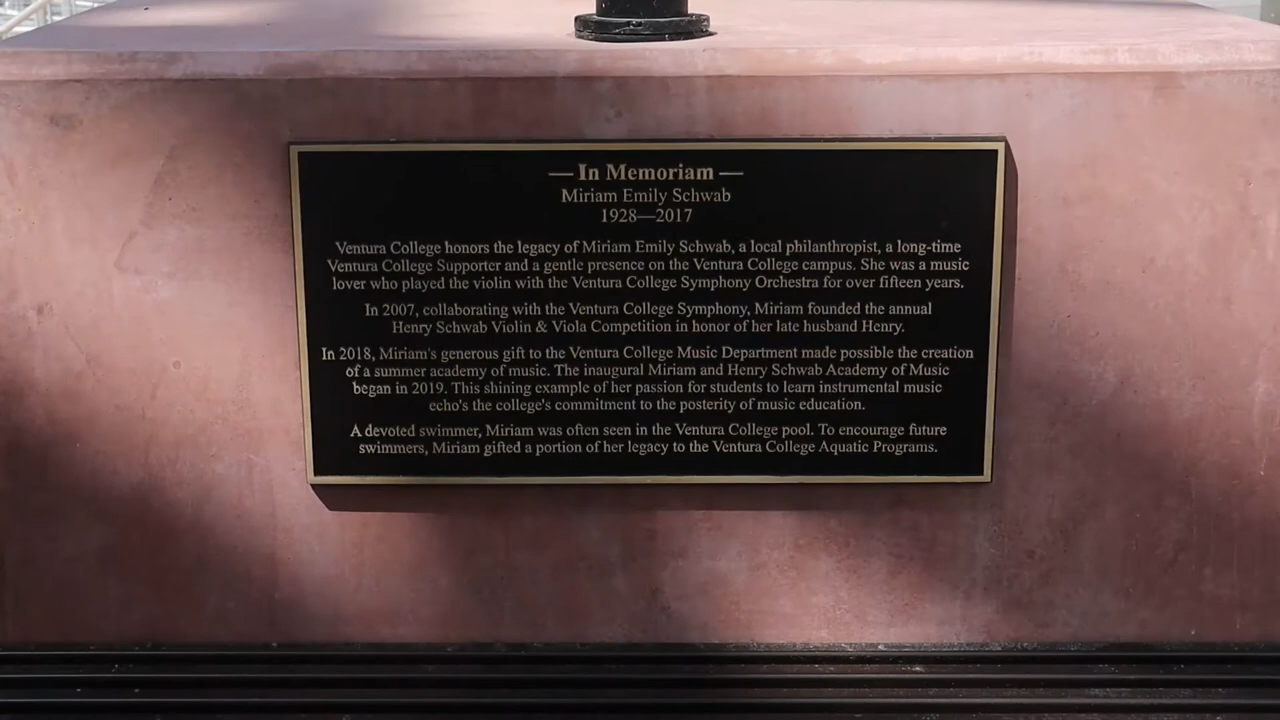 — In Memoriam —
Miriam Emily Schwab
1928—2017
Ventura College honors the legacy of Miriam Emily Schwab, a local philanthropist, a long-time
Ventura College Supporter and a gentle presence on the Ventura College campus. She was a music
lover who played the violin with the Ventura College Symphony Orchestra for over fifteen years.
In 2007, collaborating with the Ventura College Symphony, Miriam founded the annual
Henry Schwab Violin & Viola Competition in honor of her late husband Henry.
In 2018, Miriam's generous gift to the Ventura College Music Department made possible the creation
of a summer academy of music. The inaugural Miriam and Henry Schwab Academy of Music
began in 2019. This shining example of her passion for students to learn instrumental music
echo's the college's commitment to the posterity of music education.
A devoted swimmer, Miriam was often seen in the Ventura College pool. To encourage future
swimmers, Miriam gifted a portion of her legacy to the Ventura College Aquatic Programs.